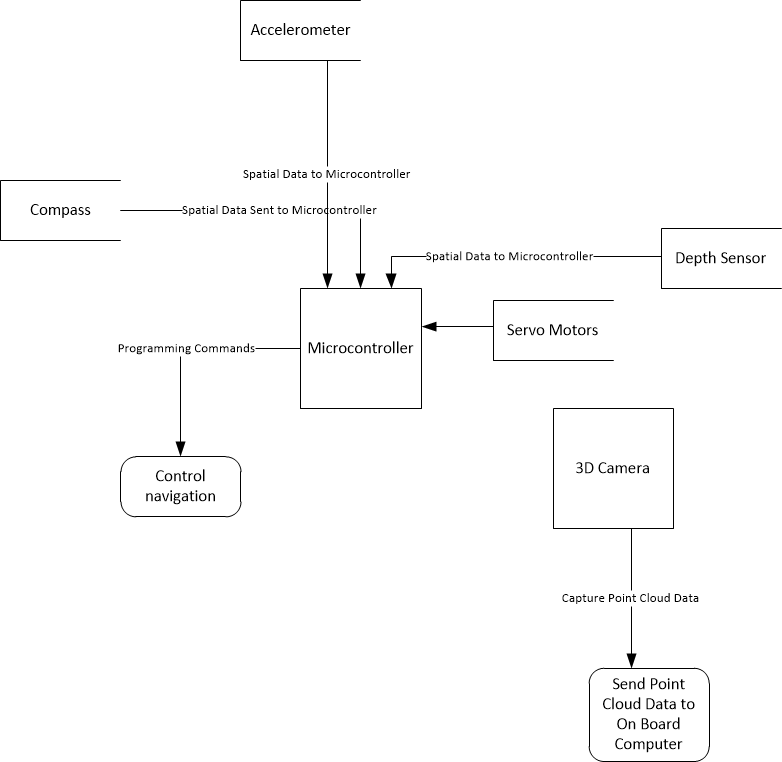 Accelerometer
Spatial Data to Microcontroller
Compass
Spatial Data Sent to Microcontroller
Spatial Data to Microcontroller
Depth Sensor
Servo Motors
Programming Commands
Microcontroller
3D Camera
Control
navigation
Capture Point Cloud Data
Send Point
Cloud Data to
On Board
Computer